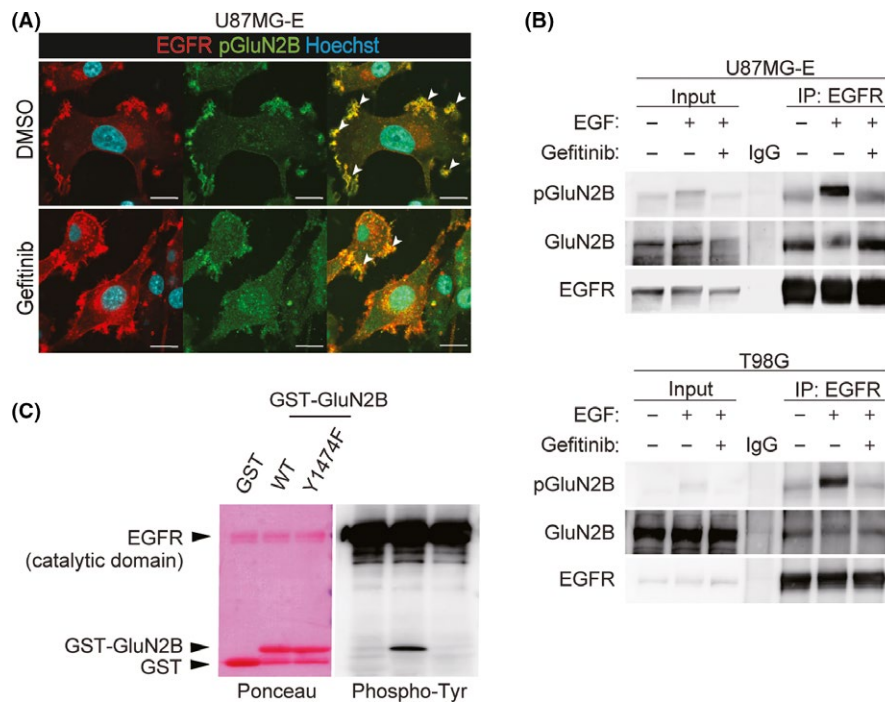 (A)
U87MG-E
EGFR pGluN2B Hoechst
DMSO
Gefitinib
(B)
U87MG-E
Input IP: EGFR
EGF: – + + – + +
Gefitinib: – – + IgG – – +
pGluN2B
GluN2B
EGFR
T98G
Input IP: EGFR
EGF: – + + – + +
Gefitinib: – – + IgG – – +
pGluN2B
GluN2B
EGFR
(C)
GST-GluN2B
GST WT Y1474F
EGFR
(catalytic domain)
GST-GluN2B
GST
Ponceau Phospho-Tyr